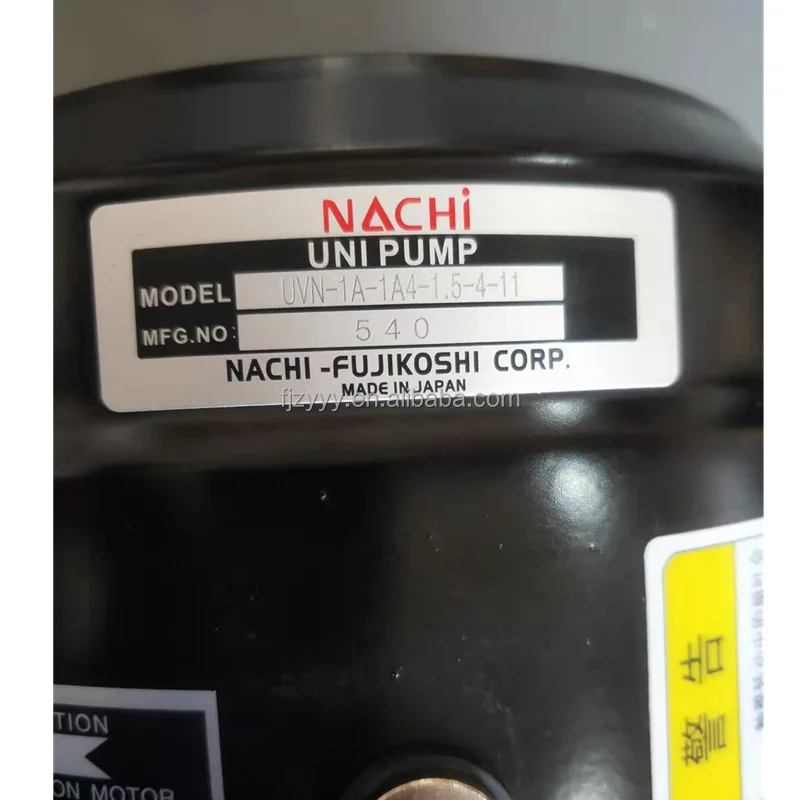 NACHi
UNI PUMP
MODEL UVN-1A-1A4-1.5-4-11
MFG.NO: 540
NACHI -FUJIKOSHI CORP.
MADE IN JAPAN
fjzyyy.en.alibaba.com
警告
TION
ON MOTOR